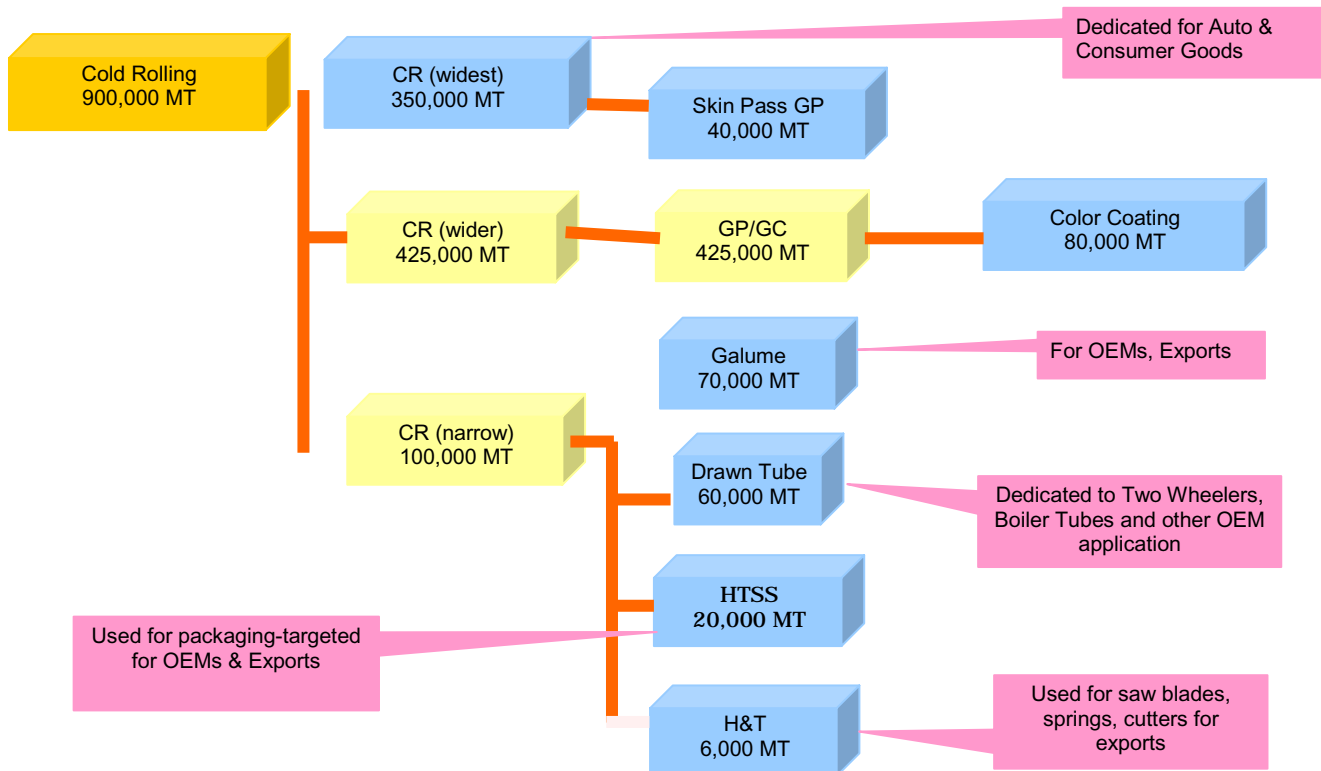 Cold Rolling
900,000 MT
CR (widest)
350,000 MT
Dedicated for Auto &
Consumer Goods
Skin Pass GP
40,000 MT
CR (wider)
425,000 MT
GP/GC
425,000 MT
Color Coating
80,000 MT
Galume
70,000 MT
For OEMs, Exports
CR (narrow)
100,000 MT
Drawn Tube
60,000 MT
Dedicated to Two Wheelers,
Boiler Tubes and other OEM
application
HTSS
20,000 MT
Used for packaging-targeted
for OEMs & Exports
H&T
6,000 MT
Used for saw blades,
springs, cutters for
exports